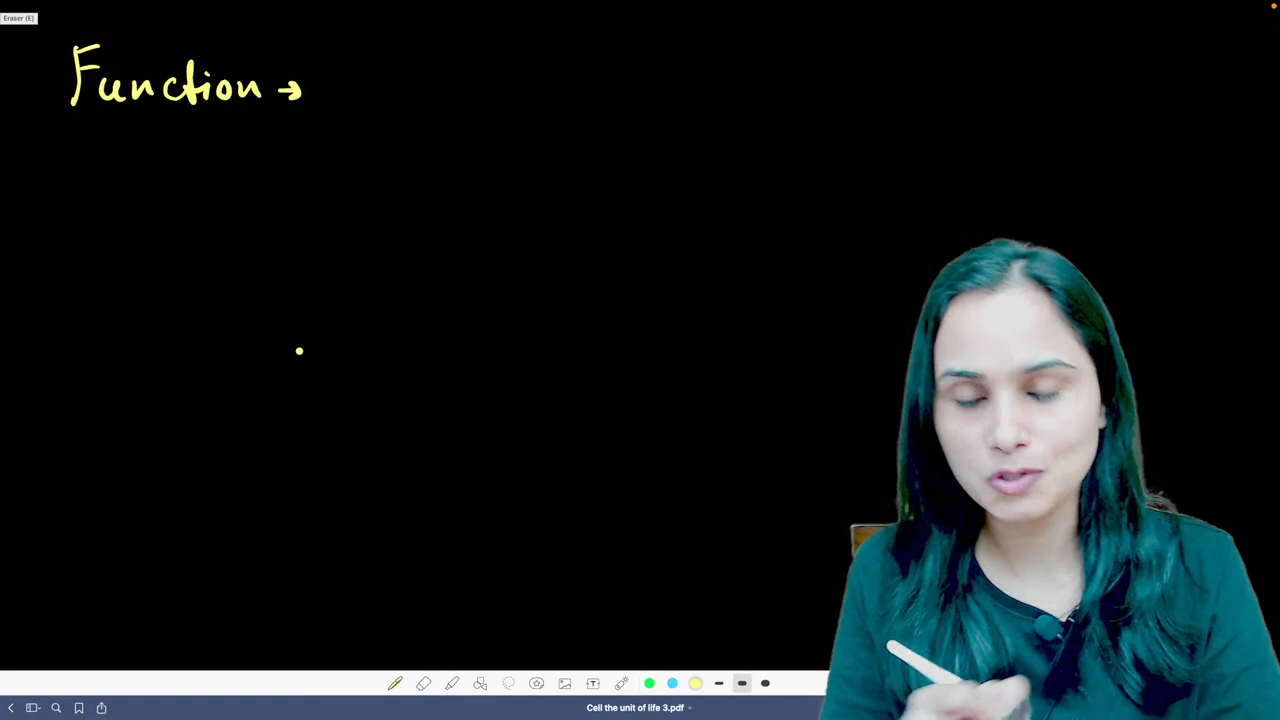 Eraser (E)
Function →
Cell the unit of life 3.pdf